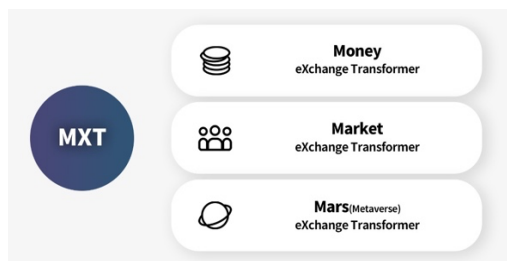 MXT
Money
eXchange Transformer
Market
eXchange Transformer
Mars(Metaverse)
eXchange Transformer